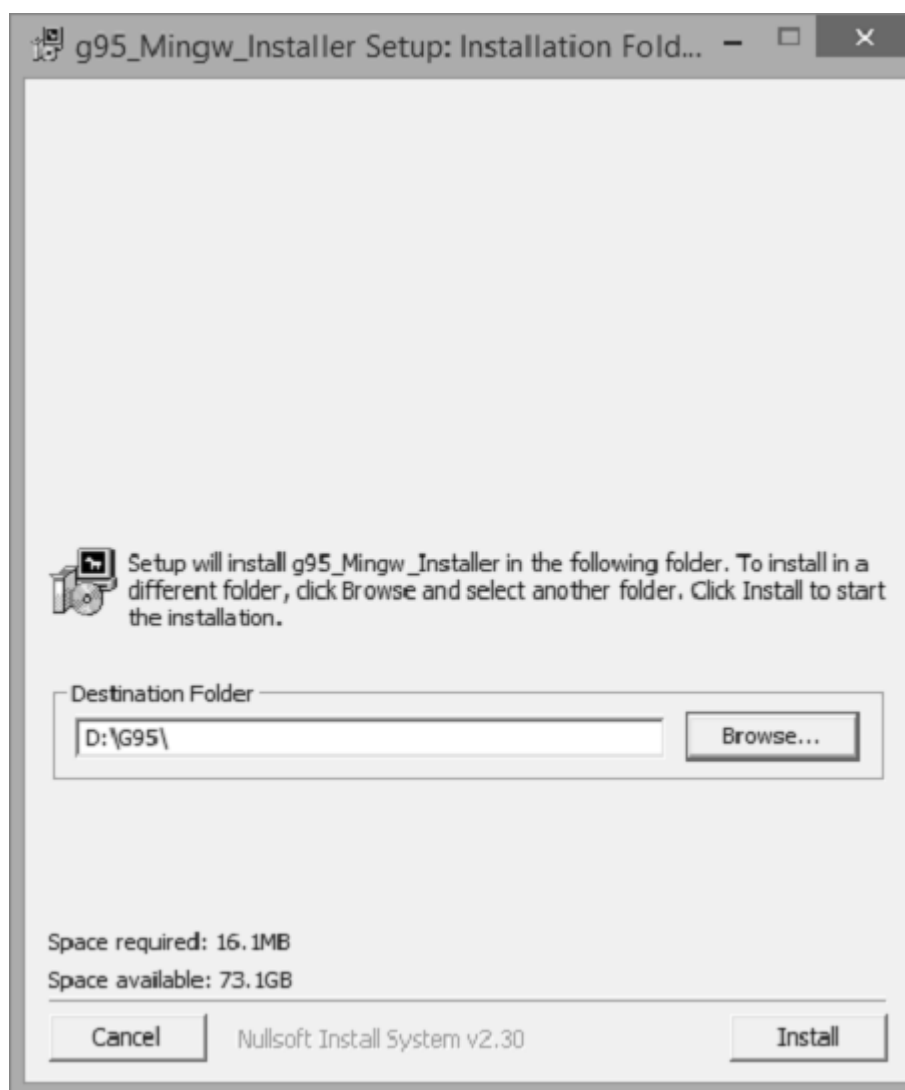 g95_Mingw_Installer Setup: Installation Fold...
Setup will install g95_Mingw_Installer in the following folder. To install in a
different folder, click Browse and select another folder. Click Install to start
the installation.
Destination Folder
D:\G95\
Browse...
Space required: 16.1MB
Space available: 73.1GB
Cancel
Nullsoft Install System v2.30
Install